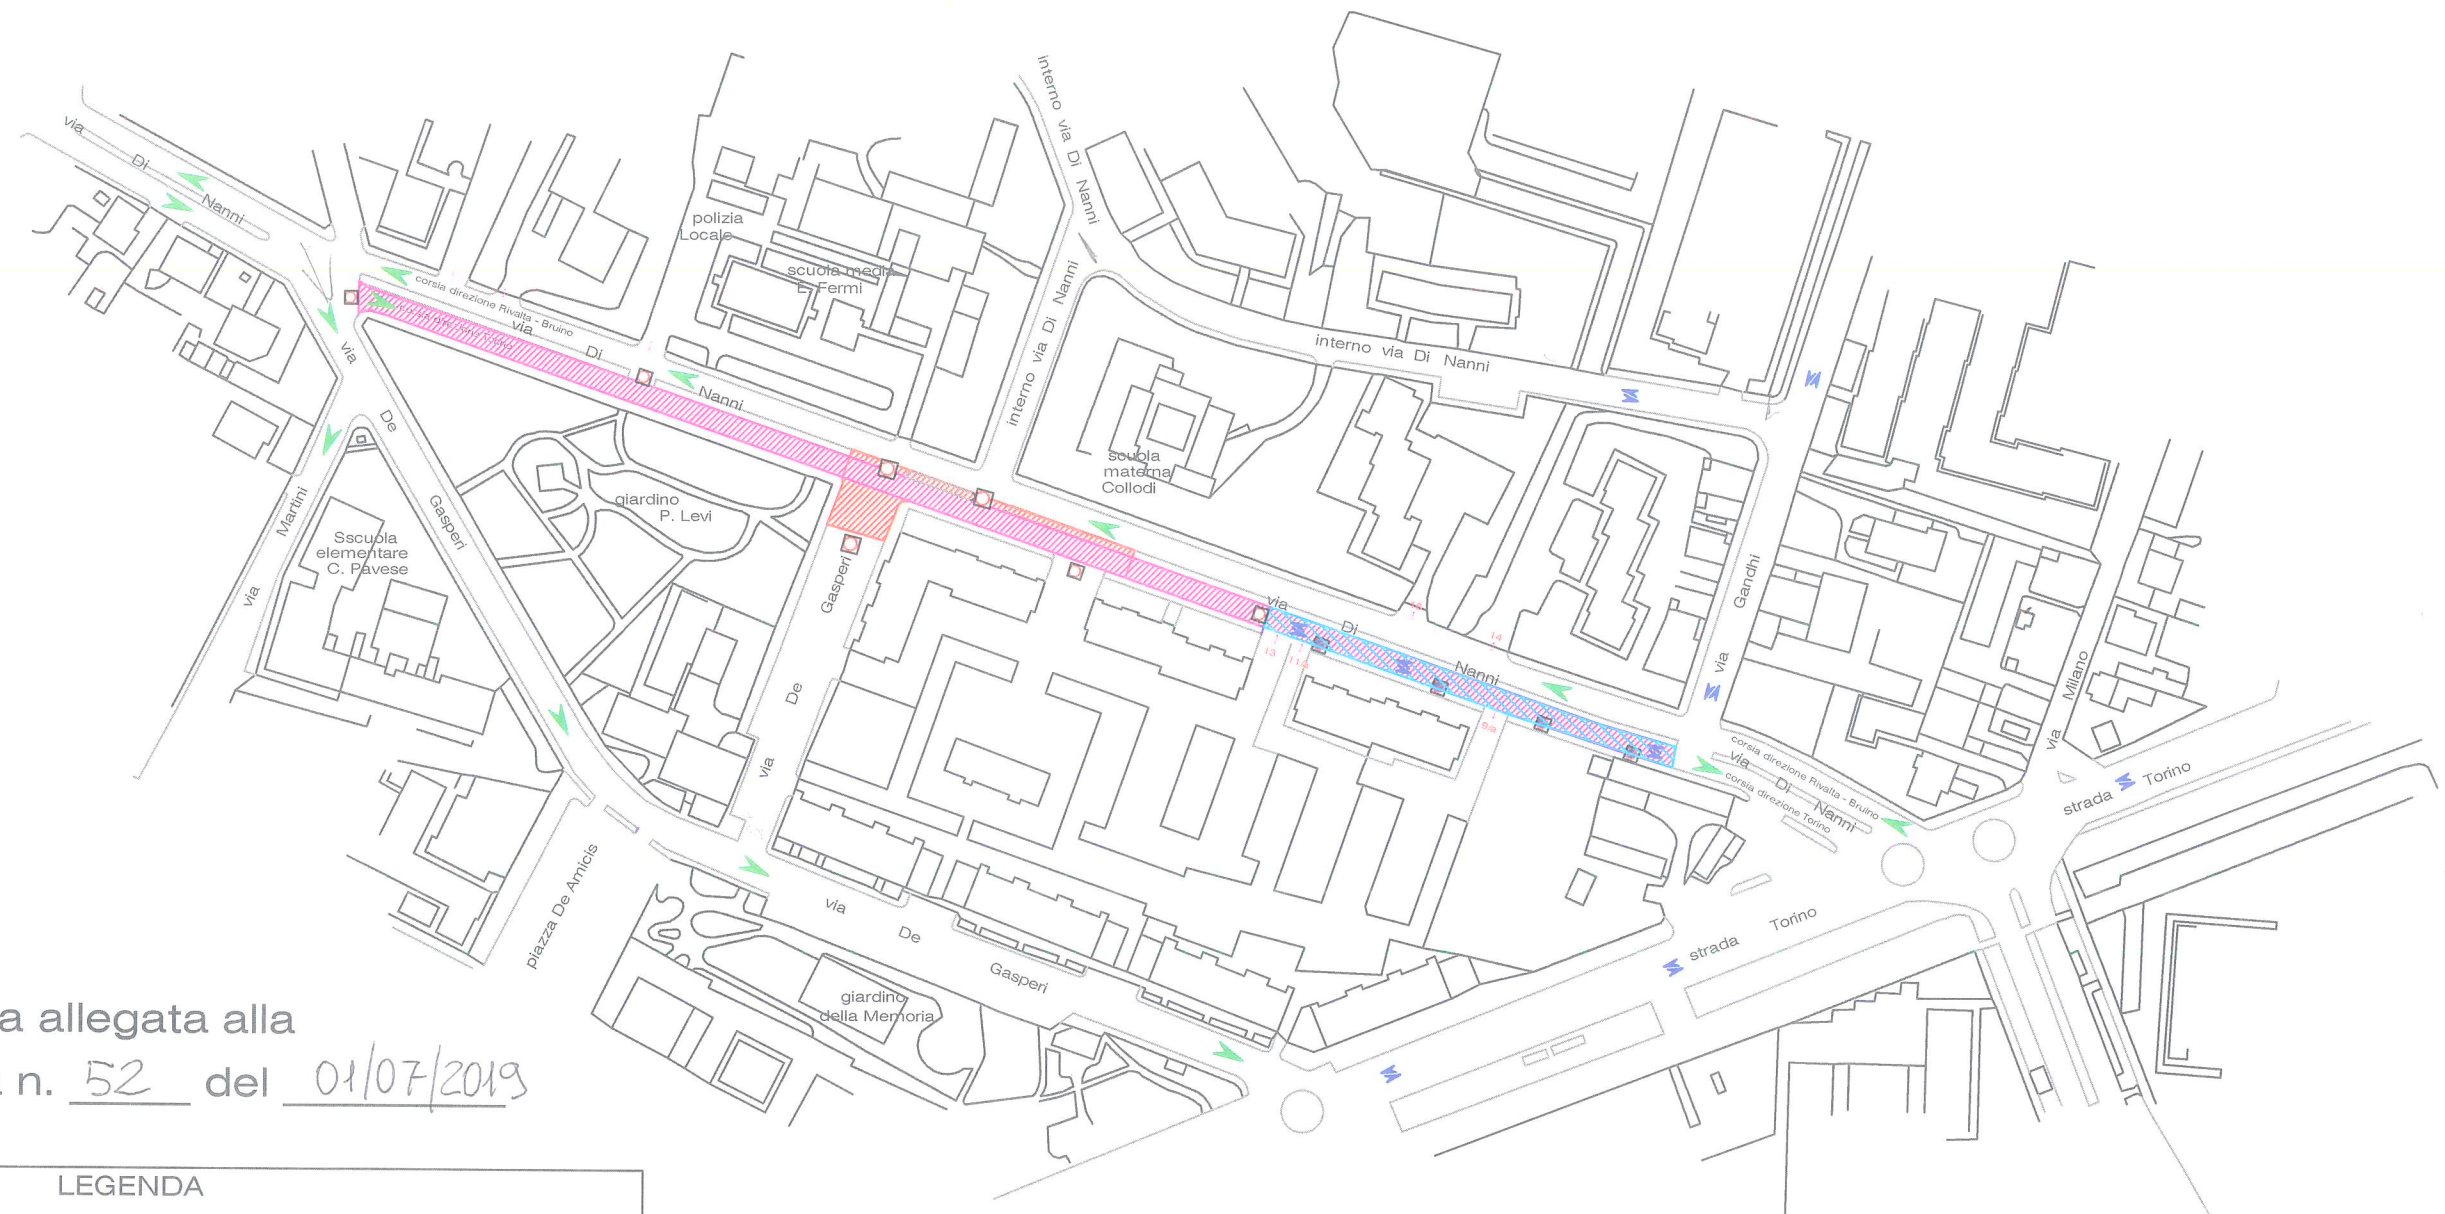 via
Di
Nanni
interno via Di Nanni
polizia
Locale
scuola media
E. Fermi
corsia direzione Rivalta - Bruino
via
Di
Nanni
interno via Di Nanni
interno via Di Nanni
via
De
Gasperi
scuola
materna
Collodi
giardino
P. Levi
via
Martini
Sscuola
elementare
C. Pavese
Gasperi
De
via
via
Di
Nanni
13
11/a
14
9/a
via
Gandhi
via
Milano
corsia direzione Rivalta - Bruino
via
Di
Nanni
corsia direzione Torino
strada
Torino
strada
Torino
piazza De Amicis
via
De
Gasperi
giardino
della Memoria
a allegata alla
n. 52 del 01/07/2019
LEGENDA